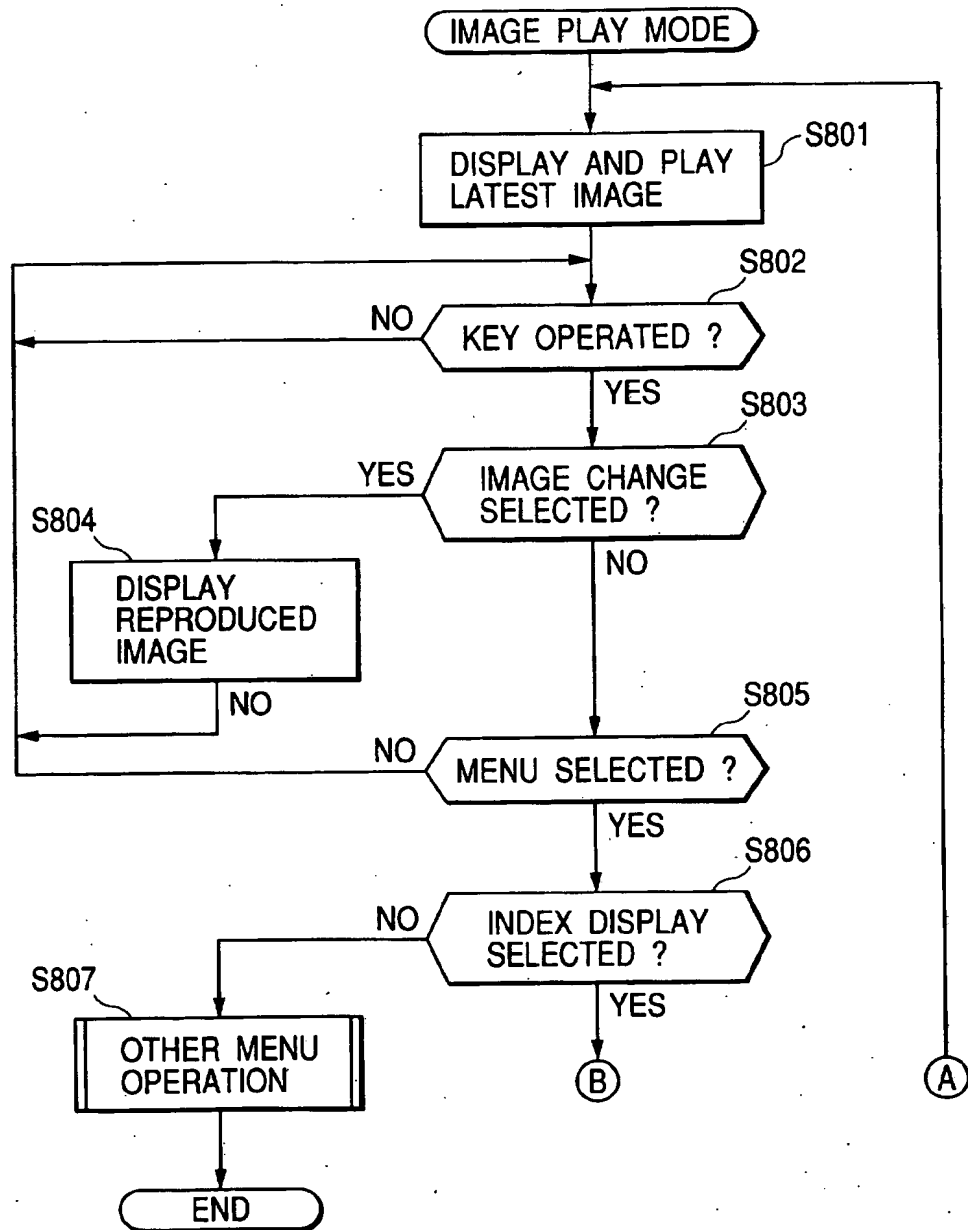 IMAGE PLAY MODE
S801
DISPLAY AND PLAY
LATEST IMAGE
S802
NO
KEY OPERATED ?
YES
S803
YES
IMAGE CHANGE
SELECTED ?
S804
NO
DISPLAY
REPRODUCED
IMAGE
NO
S805
NO
MENU SELECTED ?
YES
S806
NO
INDEX DISPLAY
SELECTED ?
S807
YES
OTHER MENU
OPERATION
B
A
END